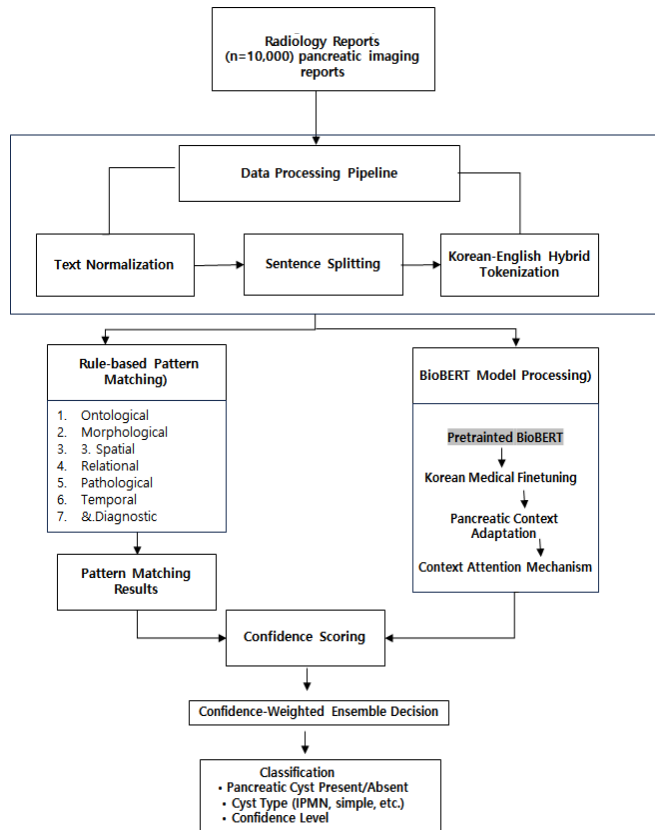 Radiology Reports
(n=10,000) pancreatic imaging
reports
Data Processing Pipeline
Text Normalization
Sentence Splitting
Korean-English Hybrid
Tokenization
Rule-based Pattern
Matching)
1. Ontological
2. Morphological
3. 3. Spatial
4. Relational
5. Pathological
6. Temporal
7. &.Diagnostic
Pattern Matching
Results
BioBERT Model Processing)
Pretrainted BioBERT
Korean Medical Finetuning
Pancreatic Context
Adaptation
Context Attention Mechanism
Confidence Scoring
Confidence-Weighted Ensemble Decision
Classification
• Pancreatic Cyst Present/Absent
• Cyst Type (IPMN, simple, etc.)
• Confidence Level